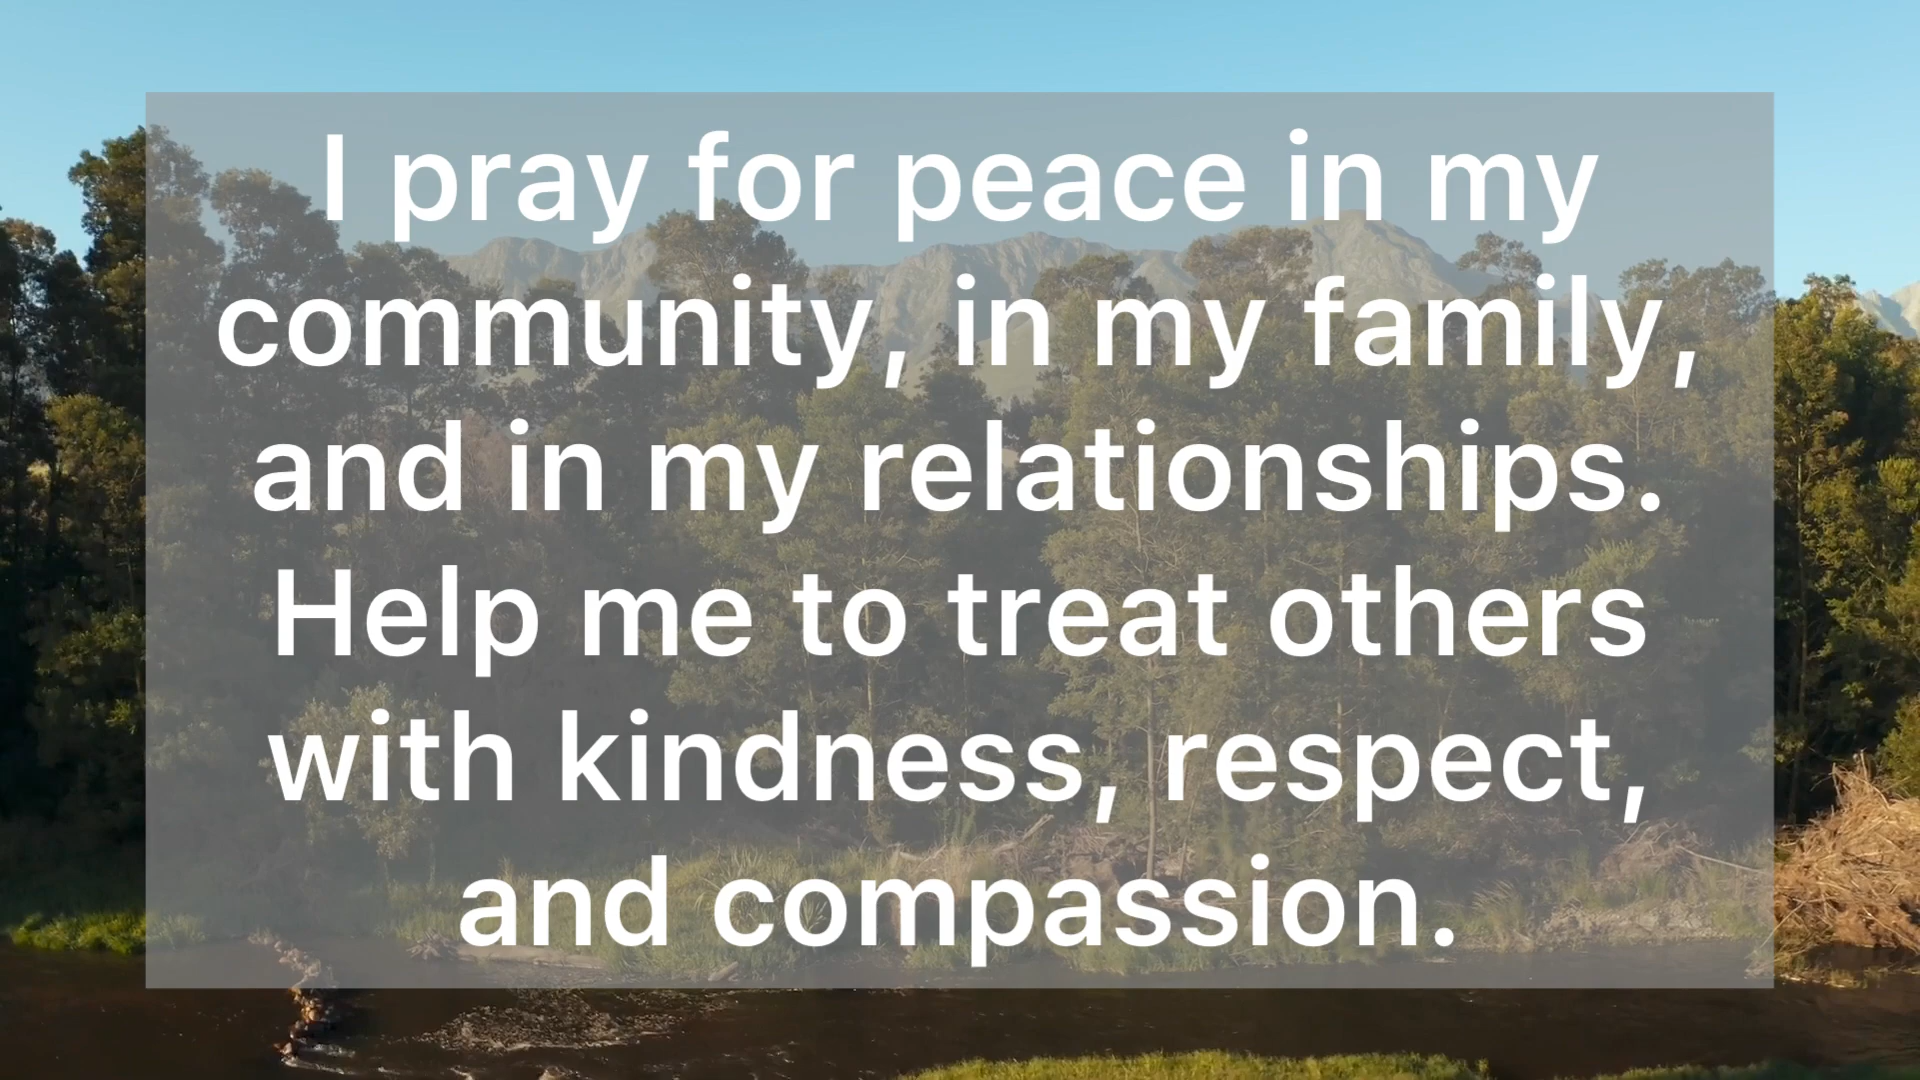 I pray for peace in my
community, in my family,
and in my relationships.
Help me to treat others
with kindness, respect,
and compassion.